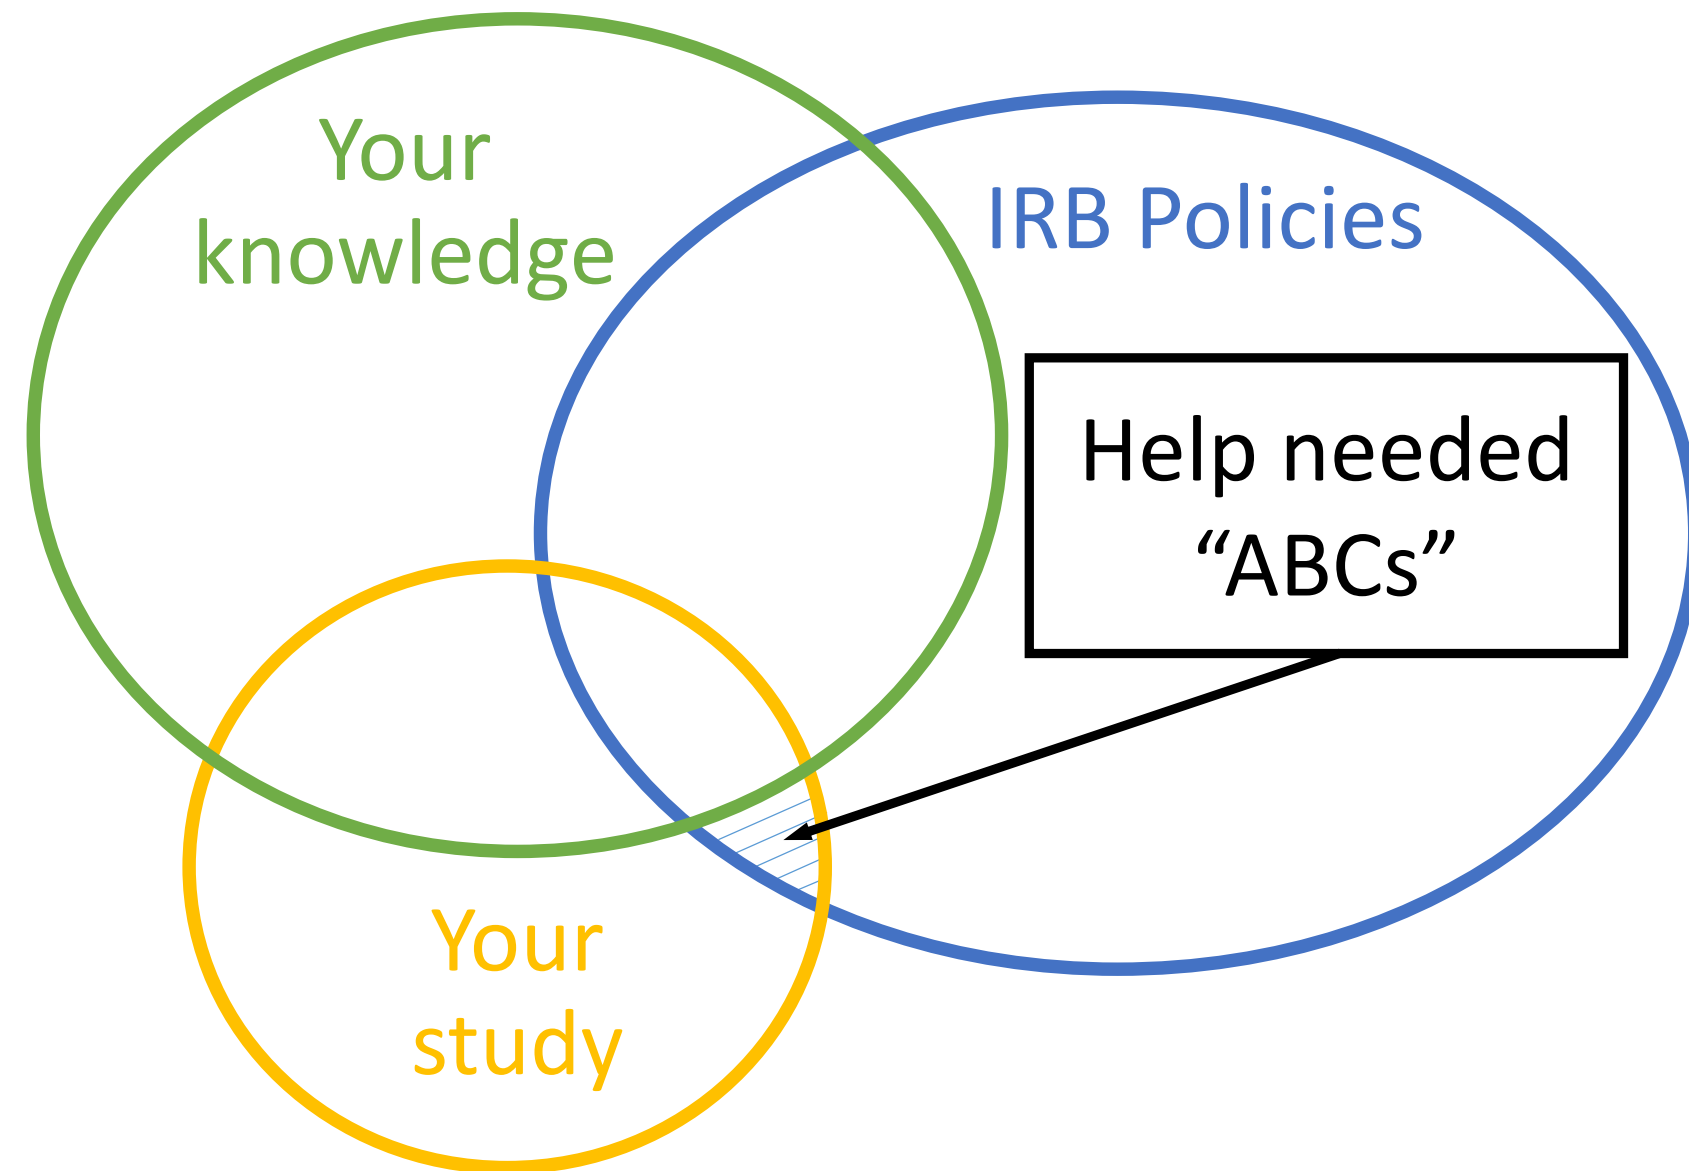 Your
knowledge
IRB Policies
Help needed
“ABCs”
Your
study